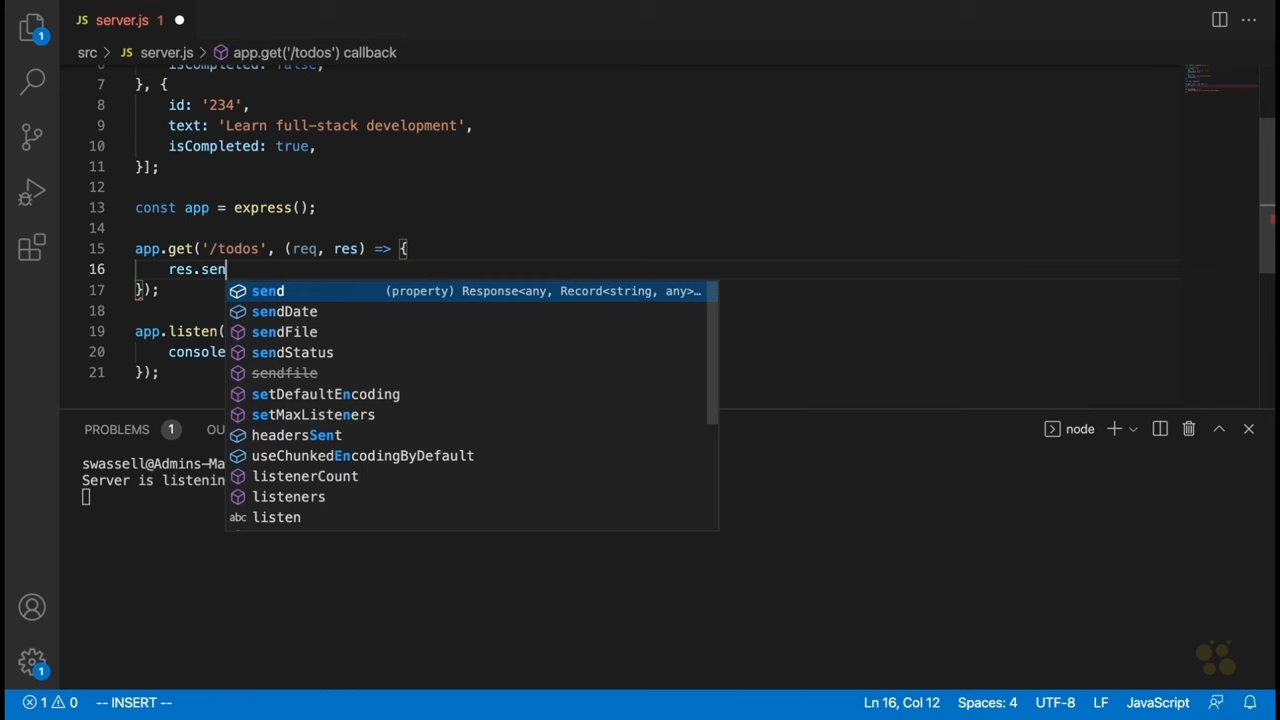 1
JS server.js 1
src > JS server.js > app.get('/todos') callback
6 isCompleted: false,
7 }, {
8 id: '234',
9 text: 'Learn full-stack development',
10 isCompleted: true,
11 }];
12
13 const app = express();
14
15 app.get('/todos', (req, res) => {
16 res.sen
17 });
18
19 app.listen(
20 console
21 });
send (property) Response<any, Record<string, any>…
sendDate
sendFile
sendStatus
sendfile
setDefaultEncoding
setMaxListeners
headersSent
useChunkedEncodingByDefault
listenerCount
listeners
abc listen
PROBLEMS 1 OU
node
swassell@Admins-Ma
Server is listenin
1
1 0 -- INSERT -- Ln 16, Col 12 Spaces: 4 UTF-8 LF JavaScript